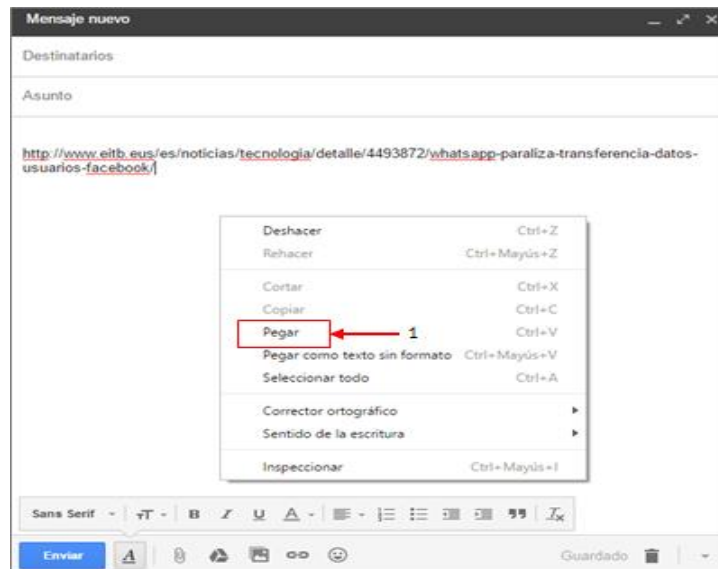 Mensaje nuevo
Destinatarios
Asunto
http://www.eitb.eus/es/noticias/tecnologia/detalle/4493872/whatsapp-paraliza-transferencia-datos-
usuarios-facebook/
Deshacer Ctrl+Z
Rehacer Ctrl+Mayús+Z
Cortar Ctrl+X
Copiar Ctrl+C
Pegar 1 Ctrl+V
Pegar como texto sin formato Ctrl+Mayús+V
Seleccionar todo Ctrl+A
Corrector ortográfico
Sentido de la escritura
Inspeccionar Ctrl+Mayús+I
Sans Serif
Enviar Guardado